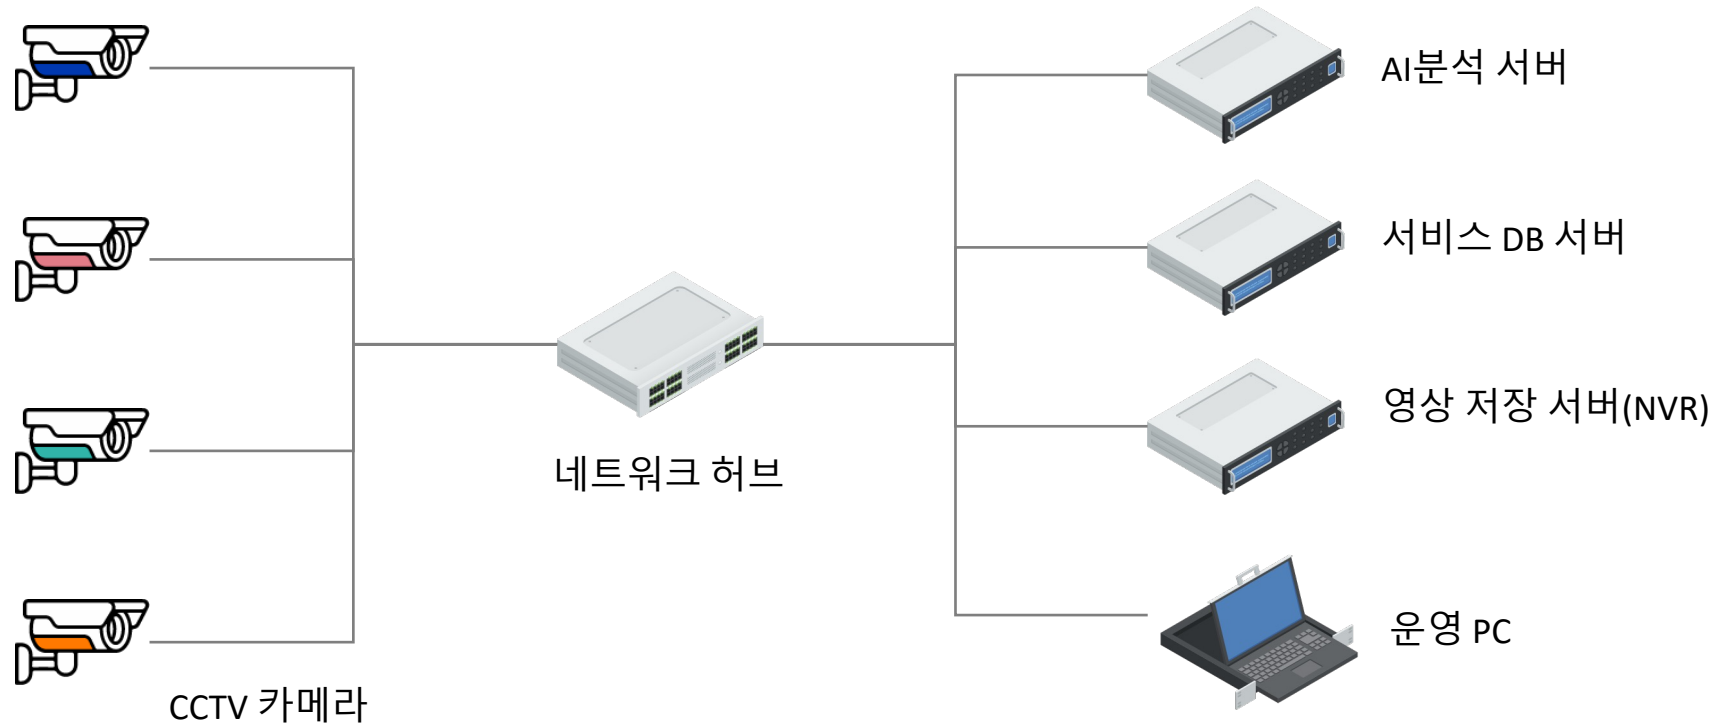 AI분석 서버
서비스 DB 서버
영상 저장 서버(NVR)
네트워크 허브
운영 PC
CCTV 카메라